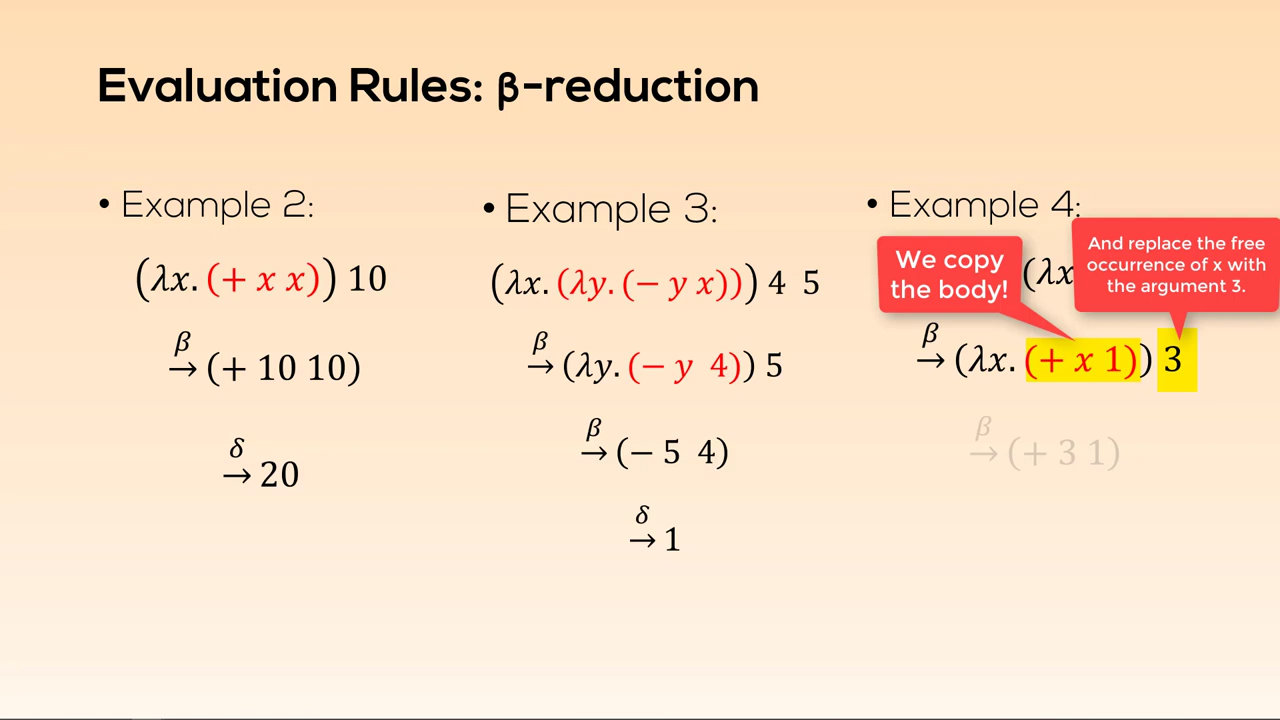 Evaluation Rules: β-reduction
• Example 2:
(λx. (+ x x)) 10
β→ (+ 10 10)
δ→ 20
• Example 3:
(λx. (λy. (− y x))) 4 5
β→ (λy. (− y 4)) 5
β→ (− 5 4)
δ→ 1
• Example 4:
(λx
We copy
the body!
And replace the free
occurrence of x with
the argument 3.
β→ (λx. (+ x 1)) 3
β→ (+ 3 1)